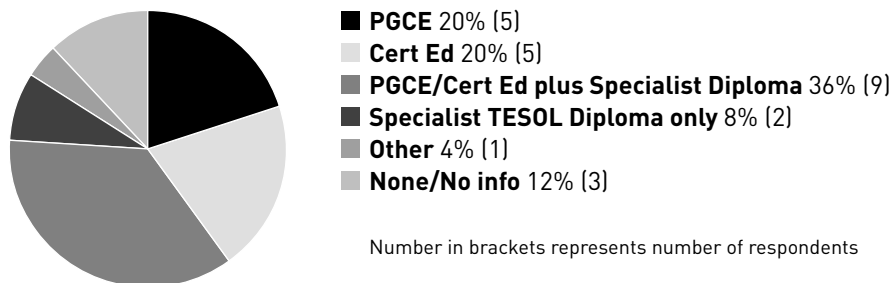 PGCE 20% (5)
Cert Ed 20% (5)
PGCE/Cert Ed plus Specialist Diploma 36% (9)
Specialist TESOL Diploma only 8% (2)
Other 4% (1)
None/No info 12% (3)
Number in brackets represents number of respondents